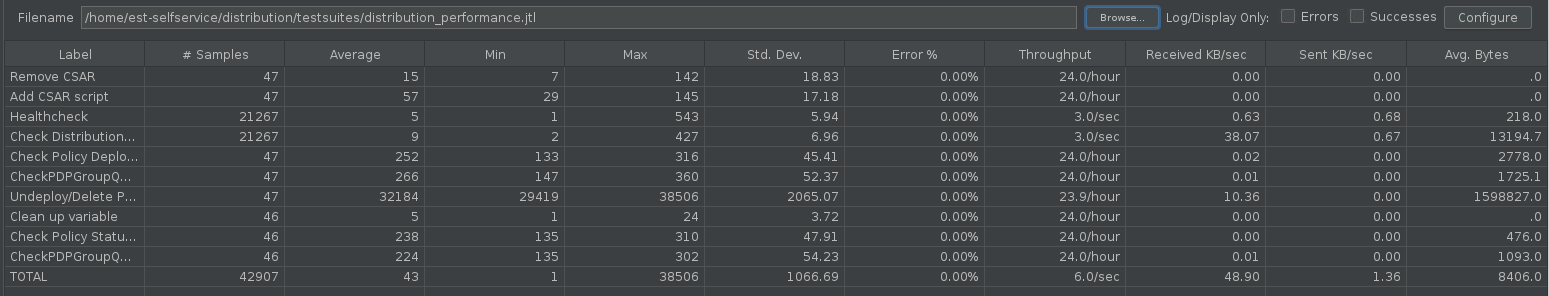 Filename /home/est-selfservice/distribution/testsuites/distribution_performance.jtl Browse... Log/Display Only: Errors Successes Configure
Label # Samples Average Min Max Std. Dev. Error % Throughput Received KB/sec Sent KB/sec Avg. Bytes
Remove CSAR 47 15 7 142 18.83 0.00% 24.0/hour 0.00 0.00 .0
Add CSAR script 47 57 29 145 17.18 0.00% 24.0/hour 0.00 0.00 .0
Healthcheck 21267 5 1 543 5.94 0.00% 3.0/sec 0.63 0.68 218.0
Check Distribution... 21267 9 2 427 6.96 0.00% 3.0/sec 38.07 0.67 13194.7
Check Policy Deplo... 47 252 133 316 45.41 0.00% 24.0/hour 0.02 0.00 2778.0
CheckPDPGroupQ... 47 266 147 360 52.37 0.00% 24.0/hour 0.01 0.00 1725.1
Undeploy/Delete P... 47 32184 29419 38506 2065.07 0.00% 23.9/hour 10.36 0.00 1598827.0
Clean up variable 46 5 1 24 3.72 0.00% 24.0/hour 0.00 0.00 .0
Check Policy Statu... 46 238 135 310 47.91 0.00% 24.0/hour 0.00 0.00 476.0
CheckPDPGroupQ... 46 224 135 302 54.23 0.00% 24.0/hour 0.01 0.00 1093.0
TOTAL 42907 43 1 38506 1066.69 0.00% 6.0/sec 48.90 1.36 8406.0